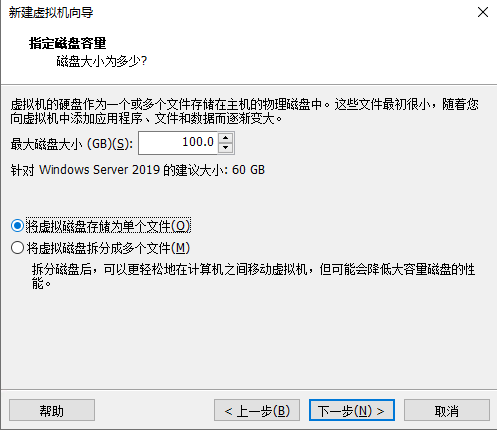 新建虚拟机向导
指定磁盘容量
磁盘大小为多少?
虚拟机的硬盘作为一个或多个文件存储在主机的物理磁盘中。这些文件最初很小，随着您
向虚拟机中添加应用程序、文件和数据而逐渐变大。
最大磁盘大小 (GB)(S): 100.0
针对 Windows Server 2019 的建议大小: 60 GB
将虚拟磁盘存储为单个文件(O)
将虚拟磁盘拆分成多个文件(M)
拆分磁盘后，可以更轻松地在计算机之间移动虚拟机，但可能会降低大容量磁盘的性
能。
帮助 < 上一步(B) 下一步(N) > 取消